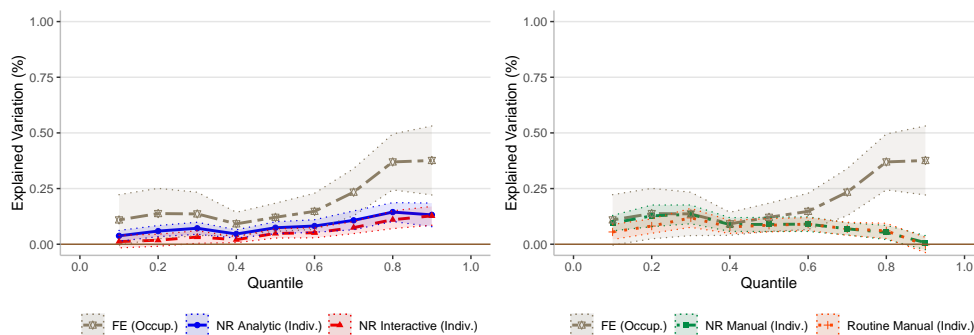 1.00
0.75
0.50
0.25
0.00
Explained Variation (%)
0.0 0.2 0.4 0.6 0.8 1.0
Quantile
FE (Occup.) NR Analytic (Indiv.) NR Interactive (Indiv.)
1.00
0.75
0.50
0.25
0.00
Explained Variation (%)
0.0 0.2 0.4 0.6 0.8 1.0
Quantile
FE (Occup.) NR Manual (Indiv.) Routine Manual (Indiv.)